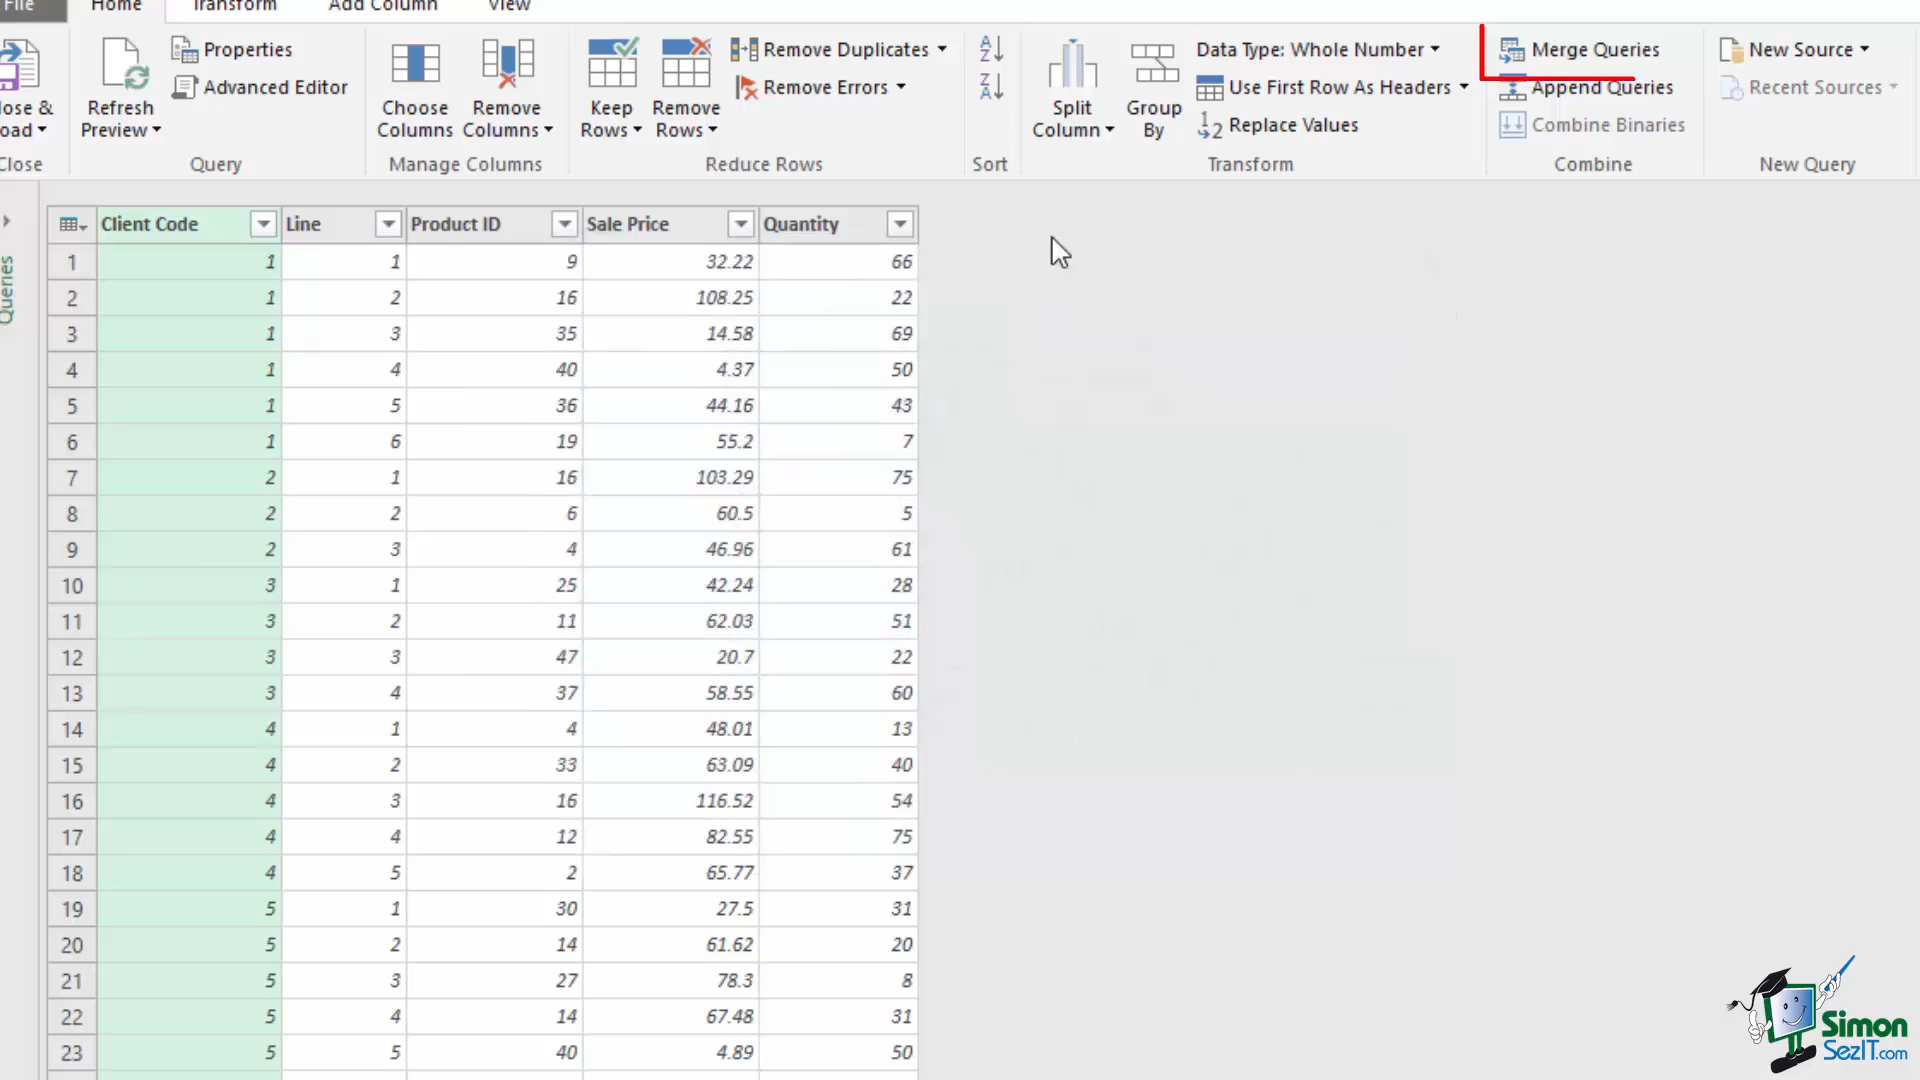 File Home Transform Add Column View
Close & Load
Close
Refresh Preview
Properties
Advanced Editor
Query
Choose Columns
Remove Columns
Manage Columns
Keep Rows
Remove Rows
Remove Duplicates
Remove Errors
Reduce Rows
A Z
Z A
Sort
Split Column
Group By
Data Type: Whole Number
Use First Row As Headers
1 2 Replace Values
Transform
Merge Queries
Append Queries
Combine Binaries
Combine
New Source
Recent Sources
New Query
Queries
Client Code Line Product ID Sale Price Quantity
1 1 1 9 32.22 66
2 1 2 16 108.25 22
3 1 3 35 14.58 69
4 1 4 40 4.37 50
5 1 5 36 44.16 43
6 1 6 19 55.2 7
7 2 1 16 103.29 75
8 2 2 6 60.5 5
9 2 3 4 46.96 61
10 3 1 25 42.24 28
11 3 2 11 62.03 51
12 3 3 47 20.7 22
13 3 4 37 58.55 60
14 4 1 4 48.01 13
15 4 2 33 63.09 40
16 4 3 16 116.52 54
17 4 4 12 82.55 75
18 4 5 2 65.77 37
19 5 1 30 27.5 31
20 5 2 14 61.62 20
21 5 3 27 78.3 8
22 5 4 14 67.48 31
23 5 5 40 4.89 50
Simon
SezIT.com